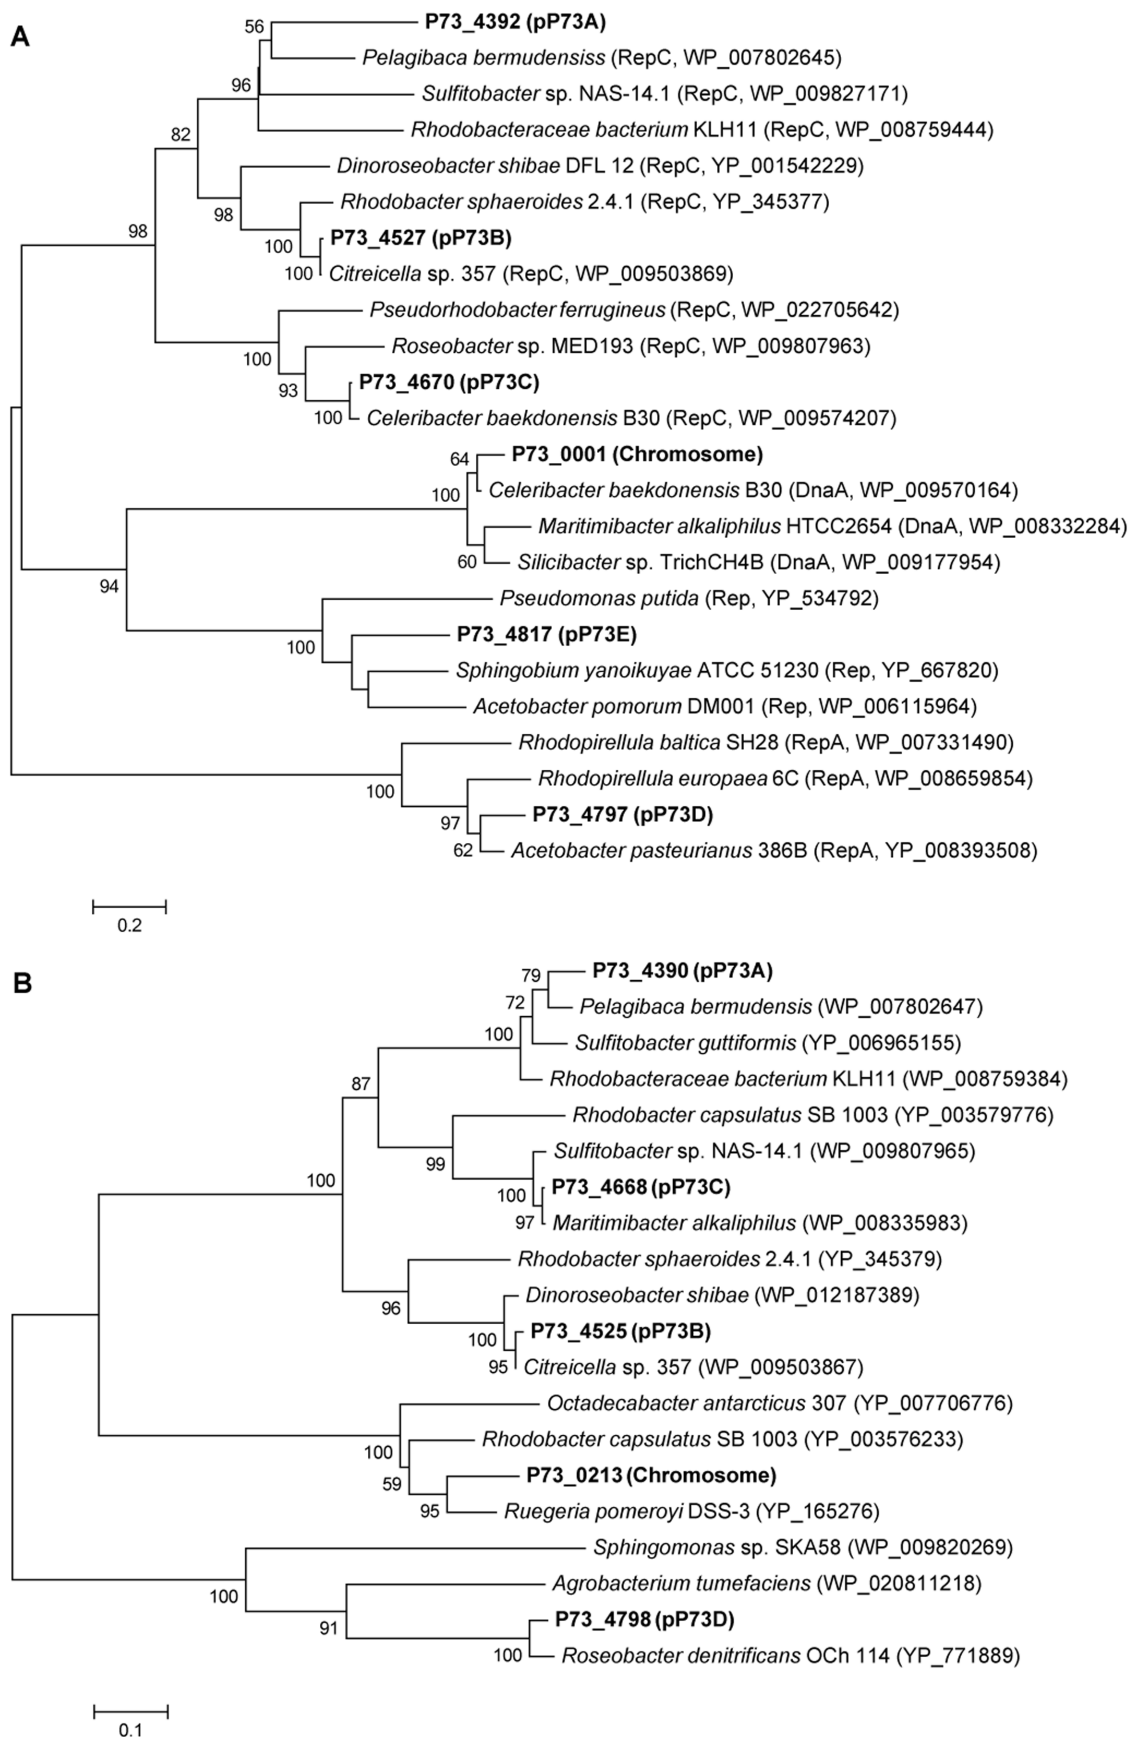 A
56
P73_4392 (pP73A)
Pelagibaca bermudensiss (RepC, WP_007802645)
96
Sulfitobacter sp. NAS-14.1 (RepC, WP_009827171)
Rhodobacteraceae bacterium KLH11 (RepC, WP_008759444)
82
Dinoroseobacter shibae DFL 12 (RepC, YP_001542229)
98
Rhodobacter sphaeroides 2.4.1 (RepC, YP_345377)
98
100
P73_4527 (pP73B)
100
Citreicella sp. 357 (RepC, WP_009503869)
Pseudorhodobacter ferrugineus (RepC, WP_022705642)
100
Roseobacter sp. MED193 (RepC, WP_009807963)
93
P73_4670 (pP73C)
100
Celeribacter baekdonensis B30 (RepC, WP_009574207)
64
P73_0001 (Chromosome)
100
Celeribacter baekdonensis B30 (DnaA, WP_009570164)
Maritimibacter alkaliphilus HTCC2654 (DnaA, WP_008332284)
60
Silicibacter sp. TrichCH4B (DnaA, WP_009177954)
94
Pseudomonas putida (Rep, YP_534792)
100
P73_4817 (pP73E)
Sphingobium yanoikuyae ATCC 51230 (Rep, YP_667820)
Acetobacter pomorum DM001 (Rep, WP_006115964)
Rhodopirellula baltica SH28 (RepA, WP_007331490)
100
Rhodopirellula europaea 6C (RepA, WP_008659854)
97
P73_4797 (pP73D)
62
Acetobacter pasteurianus 386B (RepA, YP_008393508)
0.2
B
79
P73_4390 (pP73A)
72
Pelagibaca bermudensis (WP_007802647)
100
Sulfitobacter guttiformis (YP_006965155)
Rhodobacteraceae bacterium KLH11 (WP_008759384)
87
Rhodobacter capsulatus SB 1003 (YP_003579776)
99
Sulfitobacter sp. NAS-14.1 (WP_009807965)
100
100
P73_4668 (pP73C)
97
Maritimibacter alkaliphilus (WP_008335983)
Rhodobacter sphaeroides 2.4.1 (YP_345379)
96
Dinoroseobacter shibae (WP_012187389)
100
P73_4525 (pP73B)
95
Citreicella sp. 357 (WP_009503867)
Octadecabacter antarcticus 307 (YP_007706776)
100
Rhodobacter capsulatus SB 1003 (YP_003576233)
59
P73_0213 (Chromosome)
95
Ruegeria pomeroyi DSS-3 (YP_165276)
Sphingomonas sp. SKA58 (WP_009820269)
100
Agrobacterium tumefaciens (WP_020811218)
91
P73_4798 (pP73D)
100
Roseobacter denitrificans OCh 114 (YP_771889)
0.1